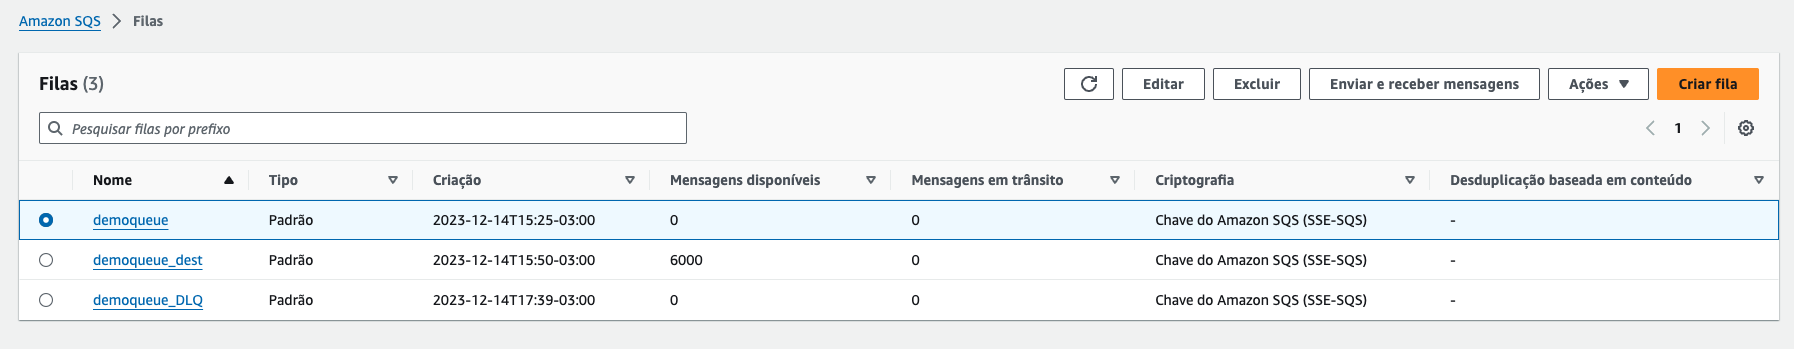 Amazon SQS > Filas
Filas (3)
Editar
Excluir
Enviar e receber mensagens
Ações
Criar fila
Pesquisar filas por prefixo
1
Nome Tipo Criação Mensagens disponíveis Mensagens em trânsito Criptografia Desduplicação baseada em conteúdo
demoqueue Padrão 2023-12-14T15:25-03:00 0 0 Chave do Amazon SQS (SSE-SQS) -
demoqueue_dest Padrão 2023-12-14T15:50-03:00 6000 0 Chave do Amazon SQS (SSE-SQS) -
demoqueue_DLQ Padrão 2023-12-14T17:39-03:00 0 0 Chave do Amazon SQS (SSE-SQS) -